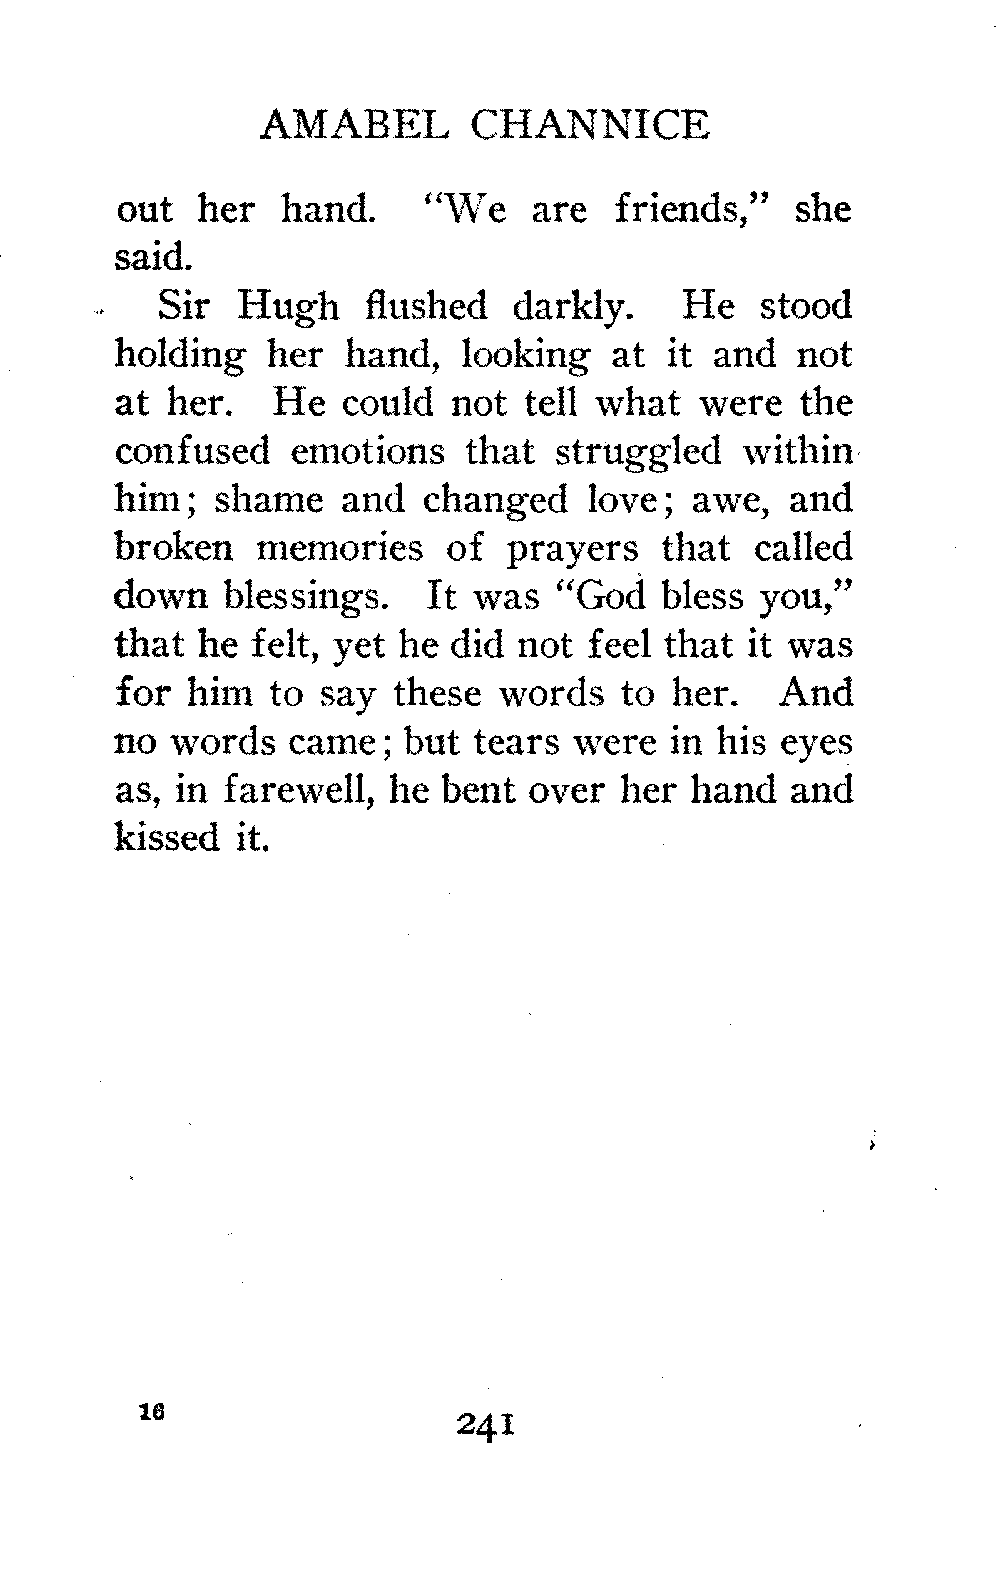 AMABEL CHANNICE
out her hand. “We are friends,” she
said.
Sir Hugh flushed darkly. He stood
holding her hand, looking at it and not
at her. He could not tell what were the
confused emotions that struggled within
him; shame and changed love; awe, and
broken memories of prayers that called
down blessings. It was “God bless you,”
that he felt, yet he did not feel that it was
for him to say these words to her. And
no words came; but tears were in his eyes
as, in farewell, he bent over her hand and
kissed it.
16
241